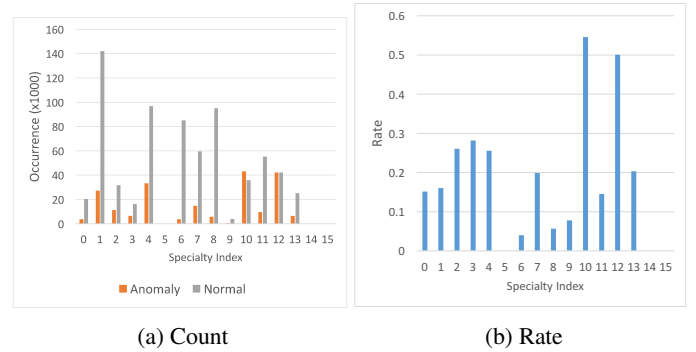 160
140
120
100
80
60
40
20
0
Occurrence (x1000)
0 1 2 3 4 5 6 7 8 9 10 11 12 13 14 15
Specialty Index
Anomaly Normal
(a) Count
0.6
0.5
0.4
0.3
0.2
0.1
0
Rate
0 1 2 3 4 5 6 7 8 9 10 11 12 13 14 15
Specialty Index
(b) Rate